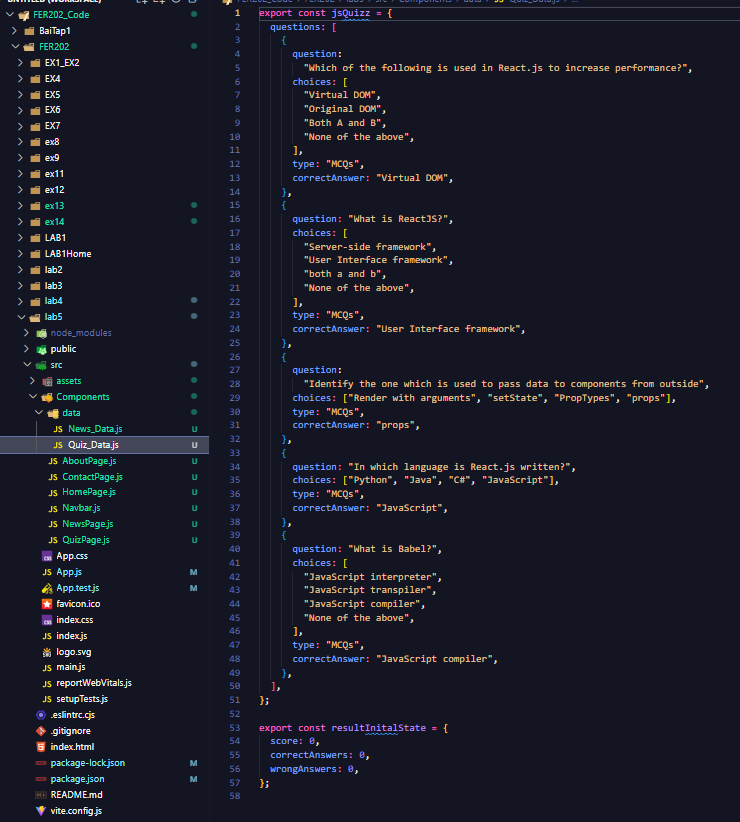 FER202_Code
BaiTap1
FER202
EX1_EX2
EX4
EX5
EX6
EX7
ex8
ex9
ex11
ex12
ex13
ex14
LAB1
LAB1Home
lab2
lab3
lab4
lab5
node_modules
public
src
assets
Components
data
JS News_Data.js U
JS Quiz_Data.js U
JS AboutPage.js U
JS ContactPage.js U
JS HomePage.js U
JS Navbar.js U
JS NewsPage.js U
JS QuizPage.js U
App.css
JS App.js M
App.test.js M
favicon.ico
index.css
JS index.js
logo.svg
JS main.js
JS reportWebVitals.js
JS setupTests.js
.eslintrc.cjs
.gitignore
index.html
package-lock.json M
package.json M
README.md
vite.config.js
1 export const jsQuizz = {
2 questions: [
3 {
4 question:
5 "Which of the following is used in React.js to increase performance?",
6 choices: [
7 "Virtual DOM",
8 "Original DOM",
9 "Both A and B",
10 "None of the above",
11 ],
12 type: "MCQs",
13 correctAnswer: "Virtual DOM",
14 },
15 {
16 question: "What is ReactJS?",
17 choices: [
18 "Server-side framework",
19 "User Interface framework",
20 "both a and b",
21 "None of the above",
22 ],
23 type: "MCQs",
24 correctAnswer: "User Interface framework",
25 },
26 {
27 question:
28 "Identify the one which is used to pass data to components from outside",
29 choices: ["Render with arguments", "setState", "PropTypes", "props"],
30 type: "MCQs",
31 correctAnswer: "props",
32 },
33 {
34 question: "In which language is React.js written?",
35 choices: ["Python", "Java", "C#", "JavaScript"],
36 type: "MCQs",
37 correctAnswer: "JavaScript",
38 },
39 {
40 question: "What is Babel?",
41 choices: [
42 "JavaScript interpreter",
43 "JavaScript transpiler",
44 "JavaScript compiler",
45 "None of the above",
46 ],
47 type: "MCQs",
48 correctAnswer: "JavaScript compiler",
49 },
50 ],
51 };
52
53 export const resultInitalState = {
54 score: 0,
55 correctAnswers: 0,
56 wrongAnswers: 0,
57 };
58